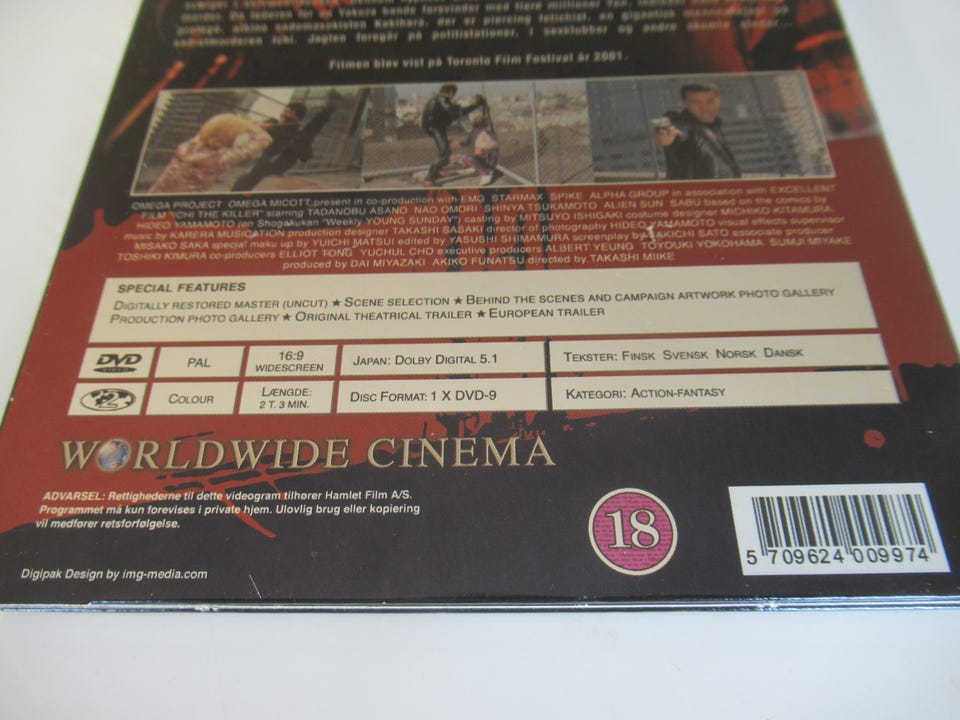 Filmen blev vist på Toronto Film Festival år 2001.
OMEGA PROJECT OMEGA MICOTT, present in co-production with EMG STARMAX SPIKE ALPHA GROUP in association with EXCELLENT
FILM "ICHI THE KILLER" starring TADANOBU ASANO NAO OMORI SHINYA TSUKAMOTO ALIEN SUN SABU based on the comics by
HIDEO YAMAMOTO (on Shogakukan "Weekly YOUNG SUNDAY") casting by MITSUYO ISHIGAKI costume designer MICHIKO KITAMURA
music by KARERA MUSICATION production designer TAKASHI SASAKI director of photography HIDEO YAMAMOTO visual effects supervisor
MISAKO SAKA special maku up by YUICHI MATSUI edited by YASUSHI SHIMAMURA screenplay by SAKICHI SATO associate producer
TOSHIKI KIMURA co-producers ELLIOT TONG YUCHUL CHO executive producers ALBERT YEUNG TOYOUKI YOKOHAMA SUMJI MIYAKE
produced by DAI MIYAZAKI AKIKO FUNATSU directed by TAKASHI MIIKE
SPECIAL FEATURES
DIGITALLY RESTORED MASTER (UNCUT) ★ SCENE SELECTION ★ BEHIND THE SCENES AND CAMPAIGN ARTWORK PHOTO GALLERY
PRODUCTION PHOTO GALLERY ★ ORIGINAL THEATRICAL TRAILER ★ EUROPEAN TRAILER
DVD VIDEO
PAL
16:9
WIDESCREEN
JAPAN: DOLBY DIGITAL 5.1
TEKSTER: FINSK SVENSK NORSK DANSK
2
COLOUR
LÆNGDE:
2 T. 3 MIN.
DISC FORMAT: 1 X DVD-9
KATEGORI: ACTION-FANTASY
WORLDWIDE CINEMA
ADVARSEL: Rettighederne til dette videogram tilhører Hamlet Film A/S.
Programmet må kun forevises i private hjem. Ulovlig brug eller kopiering
vil medfører retsforfølgelse.
18
5 709624 009974
Digipak Design by img-media.com